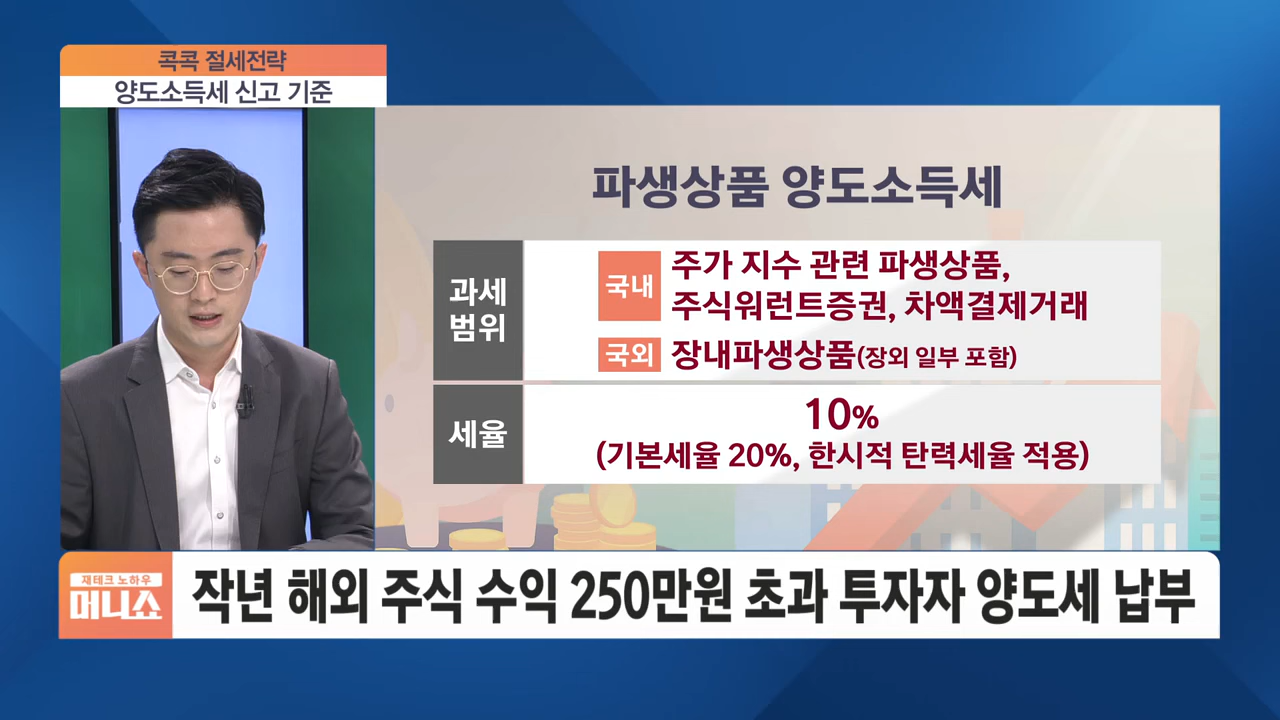 콕콕 절세전략
양도소득세 신고 기준
파생상품 양도소득세
과세
범위
국내
주가 지수 관련 파생상품,
주식워런트증권, 차액결제거래
국외 장내파생상품(장외 일부 포함)
세율
10%
(기본세율 20%, 한시적 탄력세율 적용)
재테크 노하우
머니쇼
작년 해외 주식 수익 250만원 초과 투자자 양도세 납부